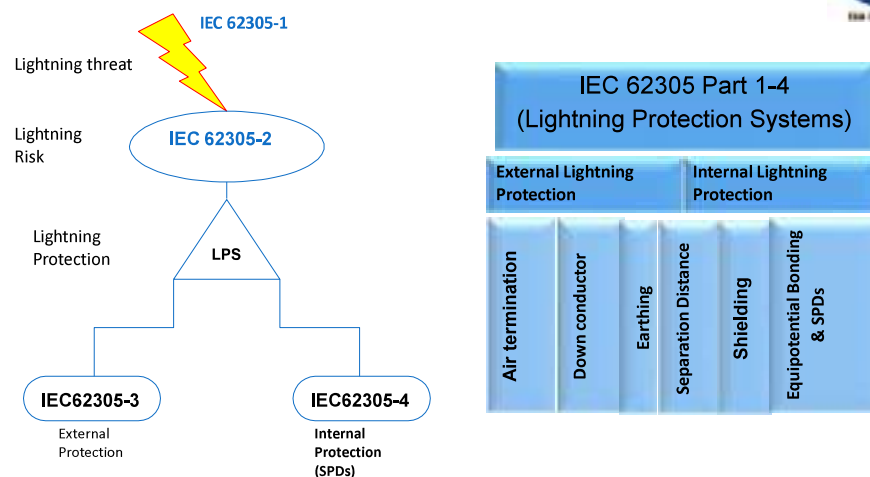 IEC 62305-1
Lightning threat
Lightning
Risk
IEC 62305-2
Lightning
Protection
LPS
IEC62305-3
External
Protection
IEC62305-4
Internal
Protection
(SPDs)
IEC 62305 Part 1-4
(Lightning Protection Systems)
External Lightning
Protection
Internal Lightning
Protection
Air termination
Down conductor
Earthing
Separation Distance
Shielding
Equipotential Bonding
& SPDs